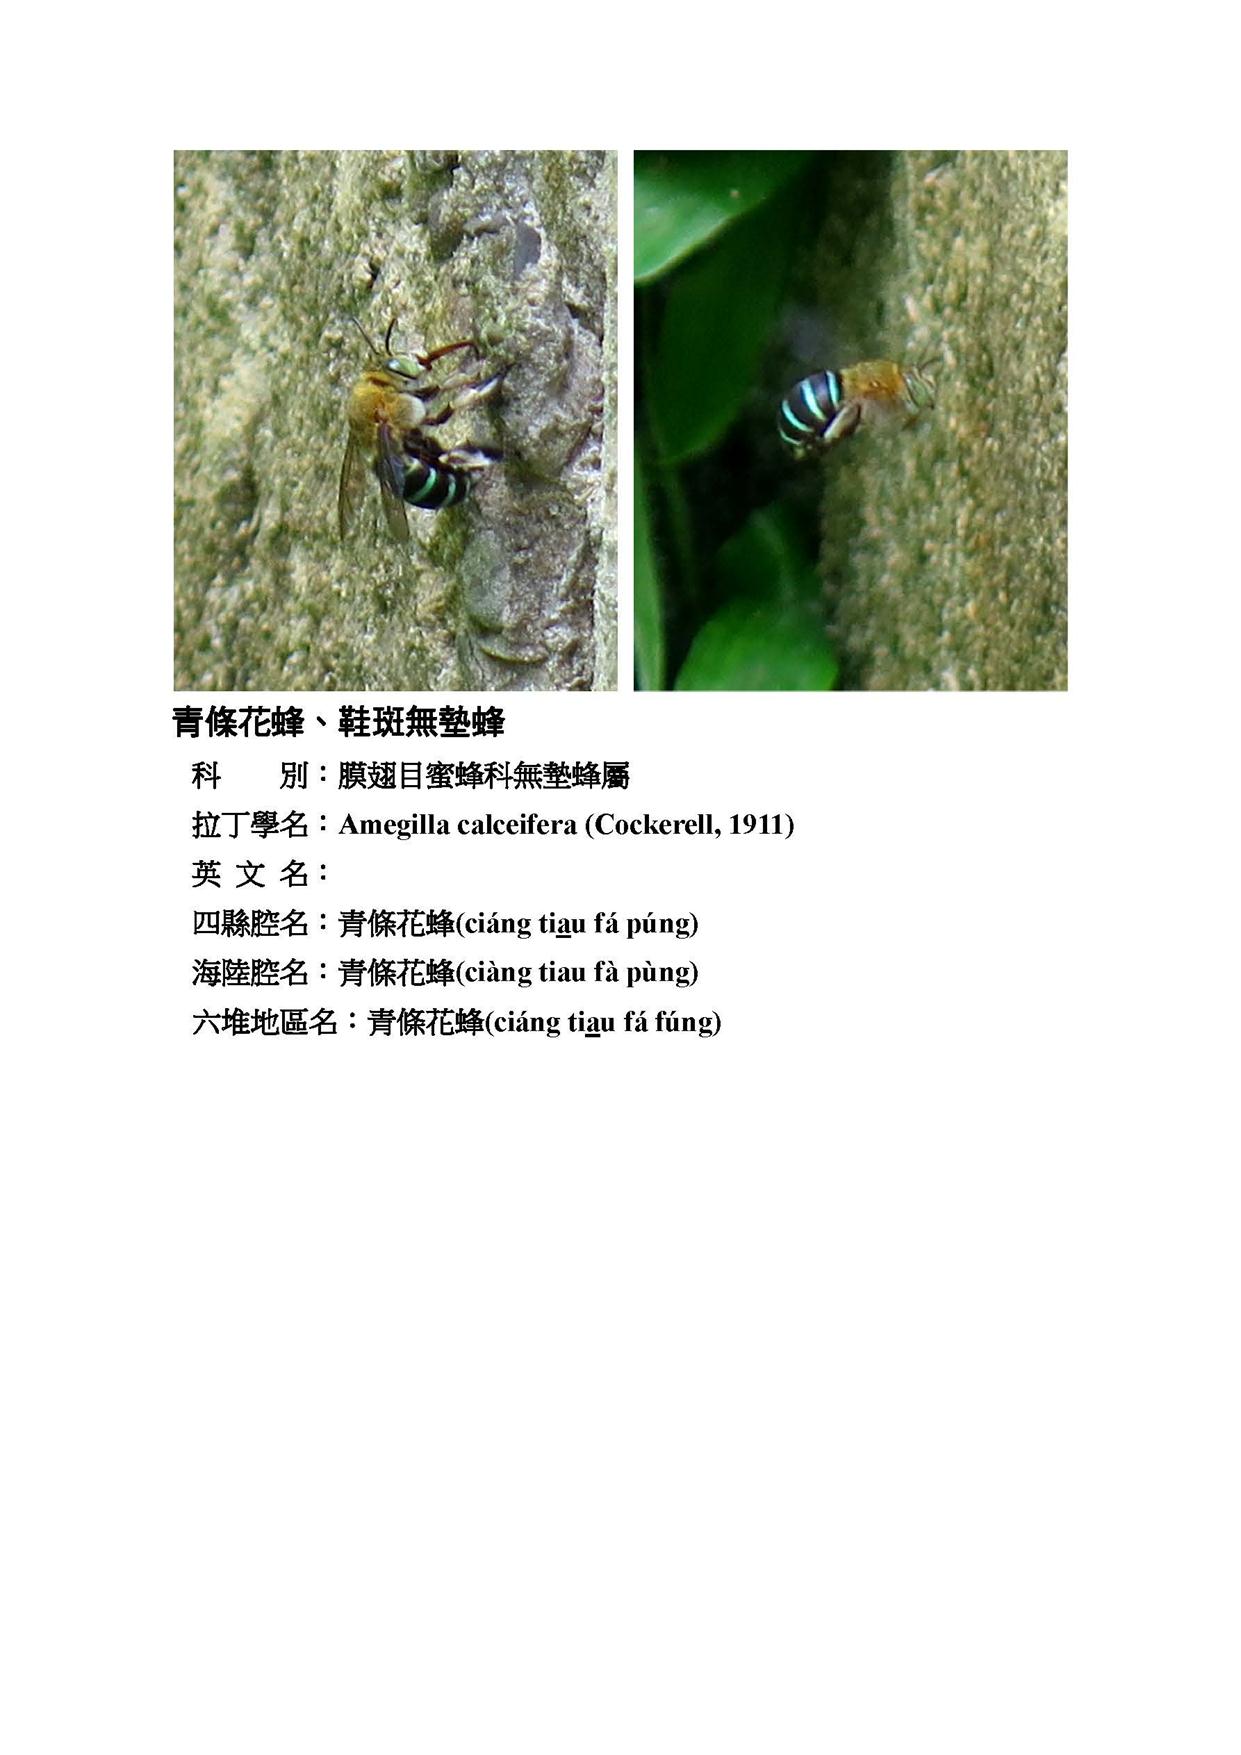 青條花蜂、鞋斑無墊蜂
科　　別：膜翅目蜜蜂科無墊蜂屬
拉丁學名：Amegilla calceifera (Cockerell, 1911)
英 文 名：
四縣腔名：青條花蜂(ciáng tiau fá púng)
海陸腔名：青條花蜂(ciàng tiau fà pùng)
六堆地區名：青條花蜂(ciáng tiau fá fúng)